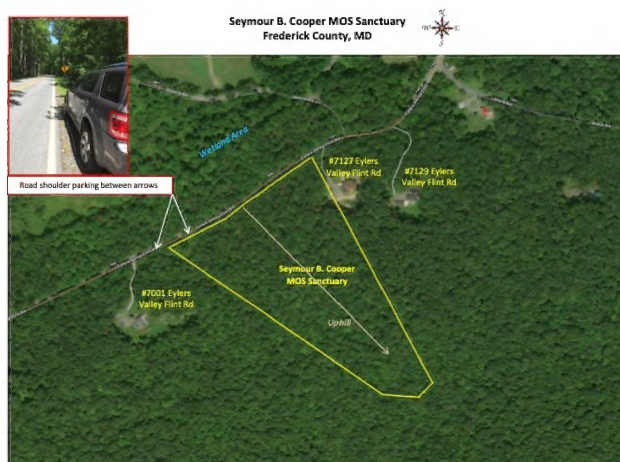 Seymour B. Cooper MOS Sanctuary
Frederick County, MD
N
W
E
S
Wetland Area
#7127 Eylers
Valley Flint Rd
#7129 Eylers
Valley Flint Rd
Road shoulder parking between arrows
Seymour B. Cooper
MOS Sanctuary
#7001 Eylers
Valley Flint Rd
Uphill